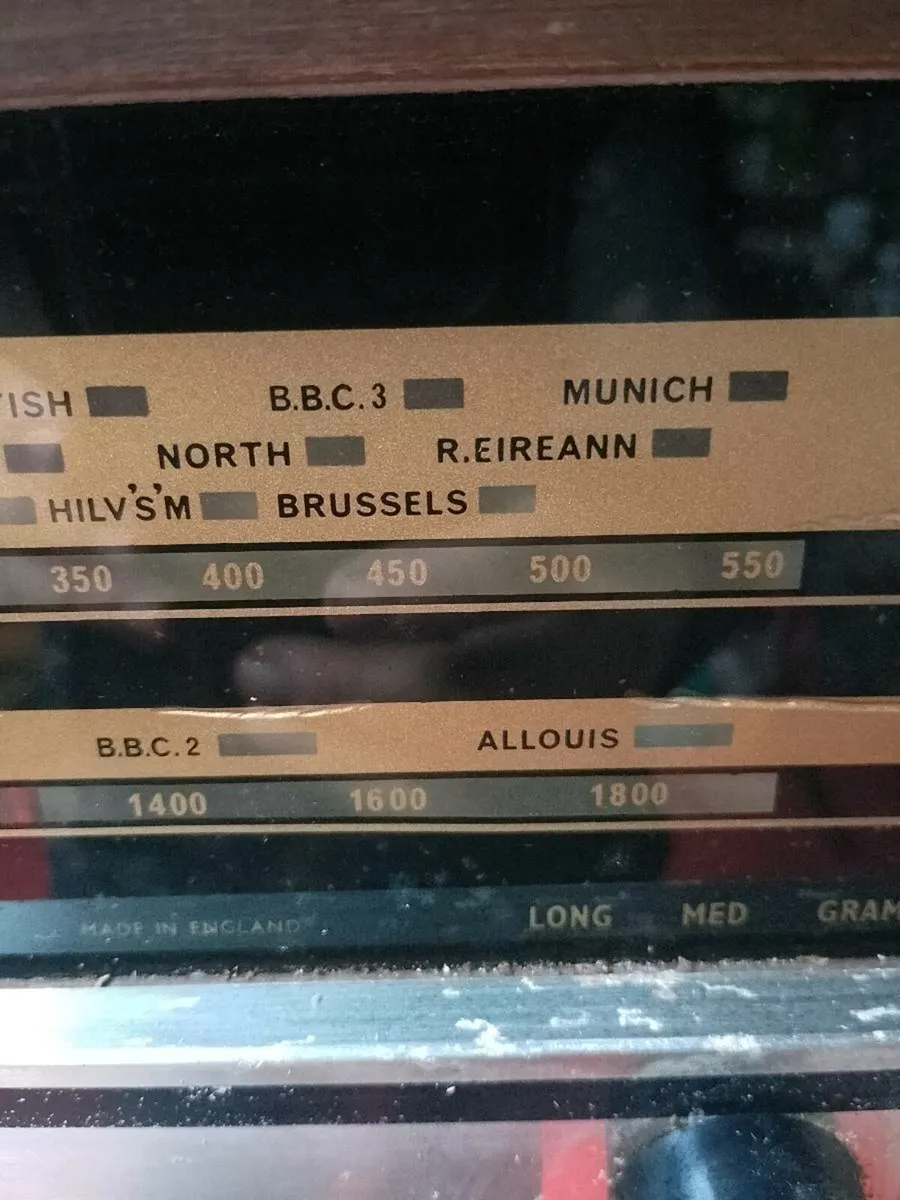 ISH B.B.C.3 MUNICH
NORTH R.EIREANN
HILV'S'M BRUSSELS
350 400 450 500 550
B.B.C.2 ALLOUIS
1400 1600 1800
MADE IN ENGLAND LONG MED GRAM